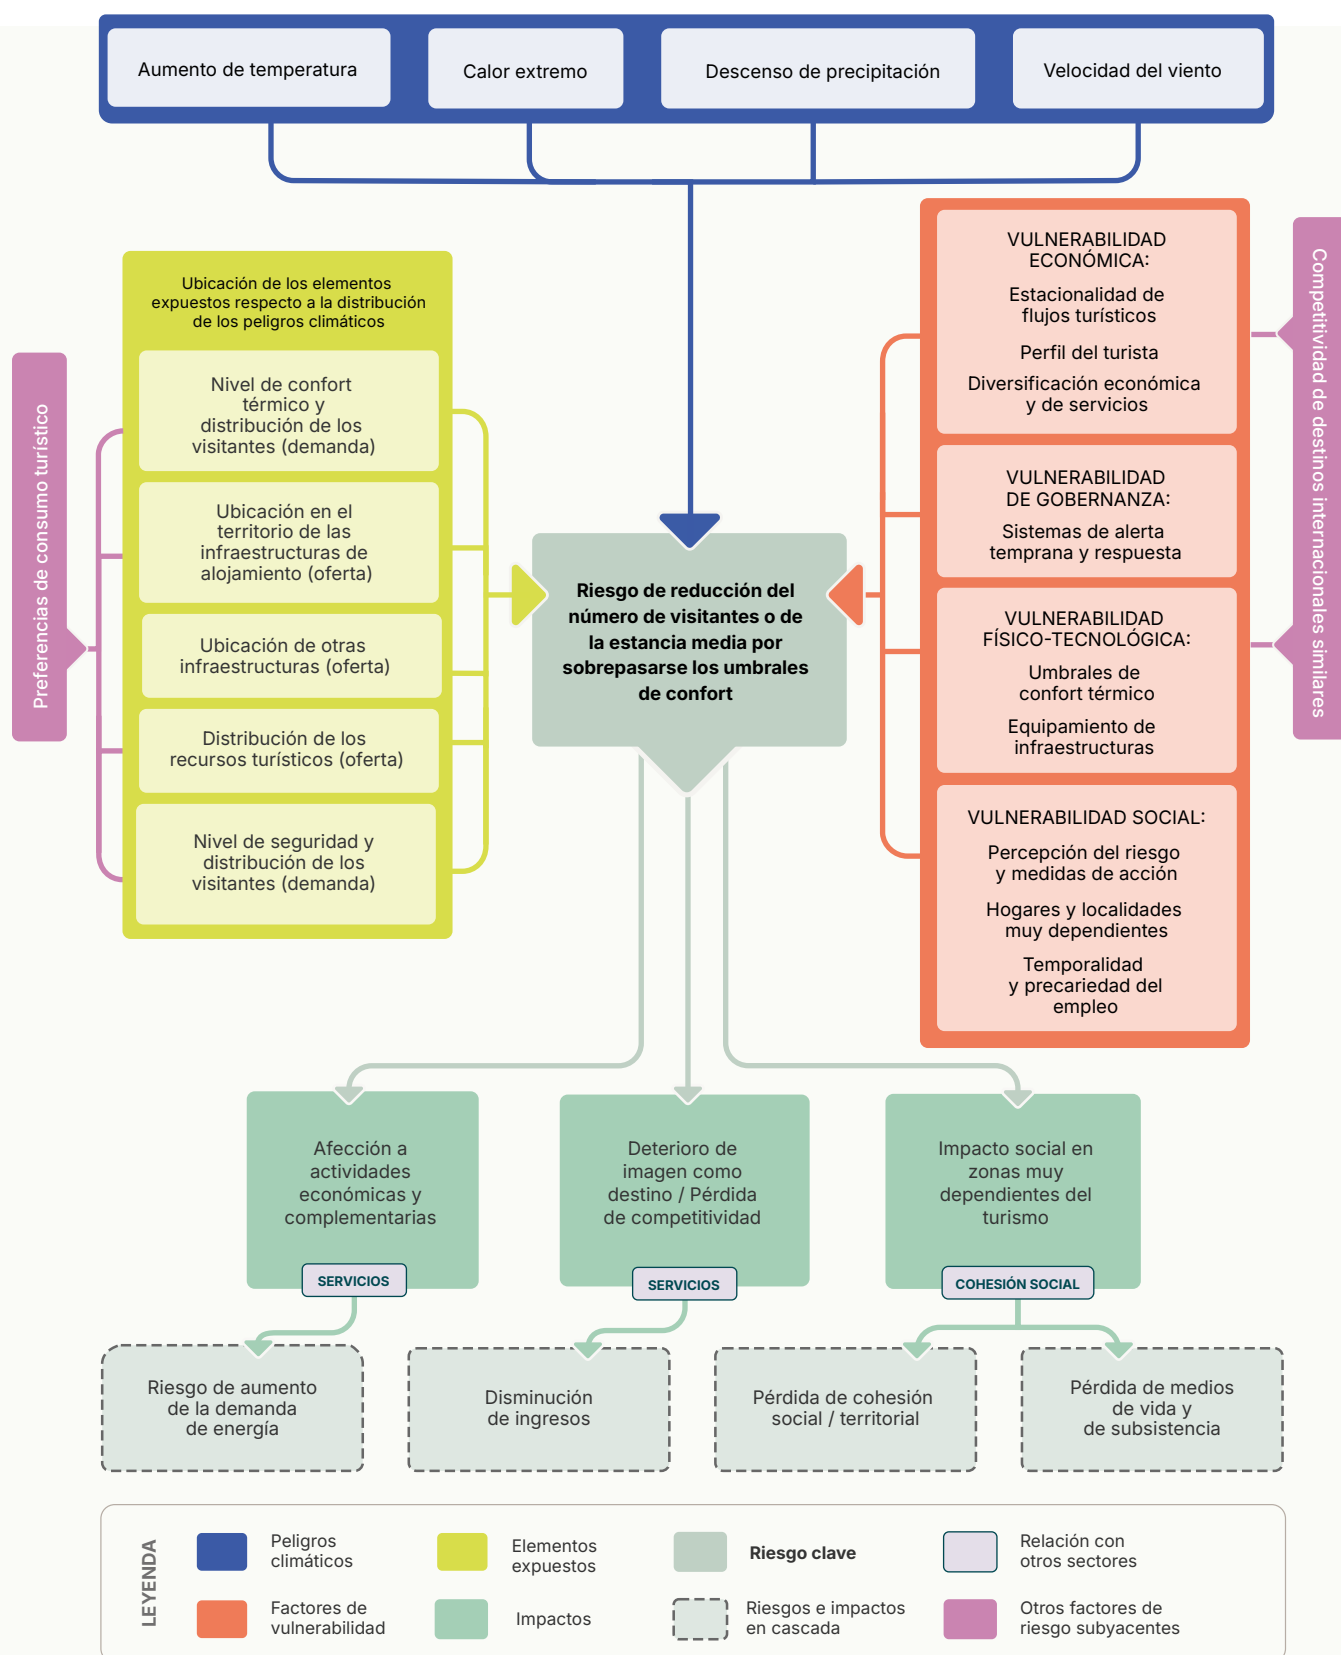 Aumento de temperatura
Calor extremo
Descenso de precipitación
Velocidad del viento
Preferencias de consumo turístico
Ubicación de los elementos
expuestos respecto a la distribución
de los peligros climáticos
Nivel de confort
térmico y
distribución de los
visitantes (demanda)
Ubicación en el
territorio de las
infraestructuras de
alojamiento (oferta)
Ubicación de otras
infraestructuras (oferta)
Distribución de los
recursos turísticos (oferta)
Nivel de seguridad y
distribución de los
visitantes (demanda)
Riesgo de reducción del
número de visitantes o de
la estancia media por
sobrepasarse los umbrales
de confort
VULNERABILIDAD
ECONÓMICA:
Estacionalidad de
flujos turísticos
Perfil del turista
Diversificación económica
y de servicios
VULNERABILIDAD
DE GOBERNANZA:
Sistemas de alerta
temprana y respuesta
VULNERABILIDAD
FÍSICO-TECNOLÓGICA:
Umbrales de
confort térmico
Equipamiento de
infraestructuras
VULNERABILIDAD SOCIAL:
Percepción del riesgo
y medidas de acción
Hogares y localidades
muy dependientes
Temporalidad
y precariedad del
empleo
Competitividad de destinos internacionales similares
Afección a
actividades
económicas y
complementarias
SERVICIOS
Deterioro de
imagen como
destino / Pérdida
de competitividad
SERVICIOS
Impacto social en
zonas muy
dependientes del
turismo
COHESIÓN SOCIAL
Riesgo de aumento
de la demanda
de energía
Disminución
de ingresos
Pérdida de cohesión
social / territorial
Pérdida de medios
de vida y
de subsistencia
LEYENDA
Peligros
climáticos
Elementos
expuestos
Riesgo clave
Relación con
otros sectores
Factores de
vulnerabilidad
Impactos
Riesgos e impactos
en cascada
Otros factores de
riesgo subyacentes